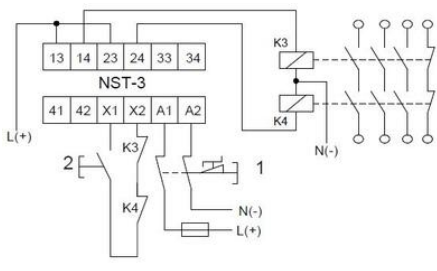 13 14 23 24 33 34
NST-3
41 42 X1 X2 A1 A2
K3
K4
L(+)
N(-)
2
K3
K4
1
N(-)
L(+)